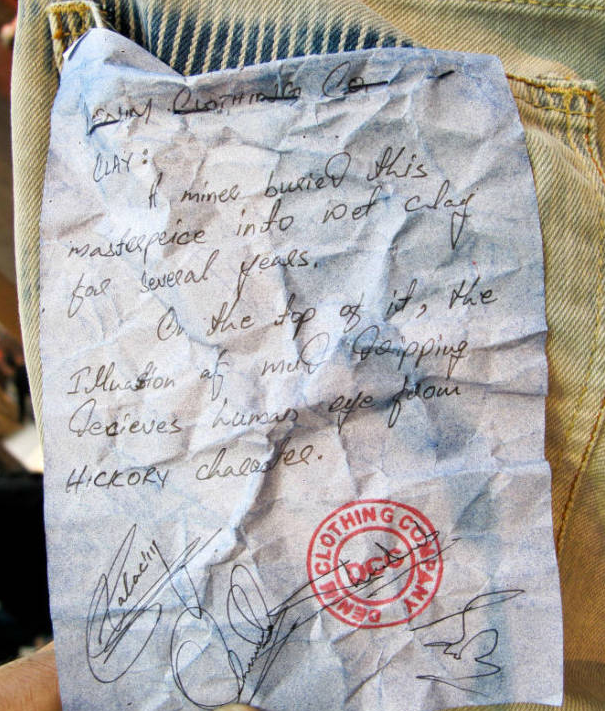 DENIM CLOTHING Co
CLAY:
A miner buried this
masterpeice into wet clay
for several years.
On the top of it, the
Illusation of mud dripping
decieves human eye from
HICKORY character.
CLOTHING COMPANY
DENIM
DCC